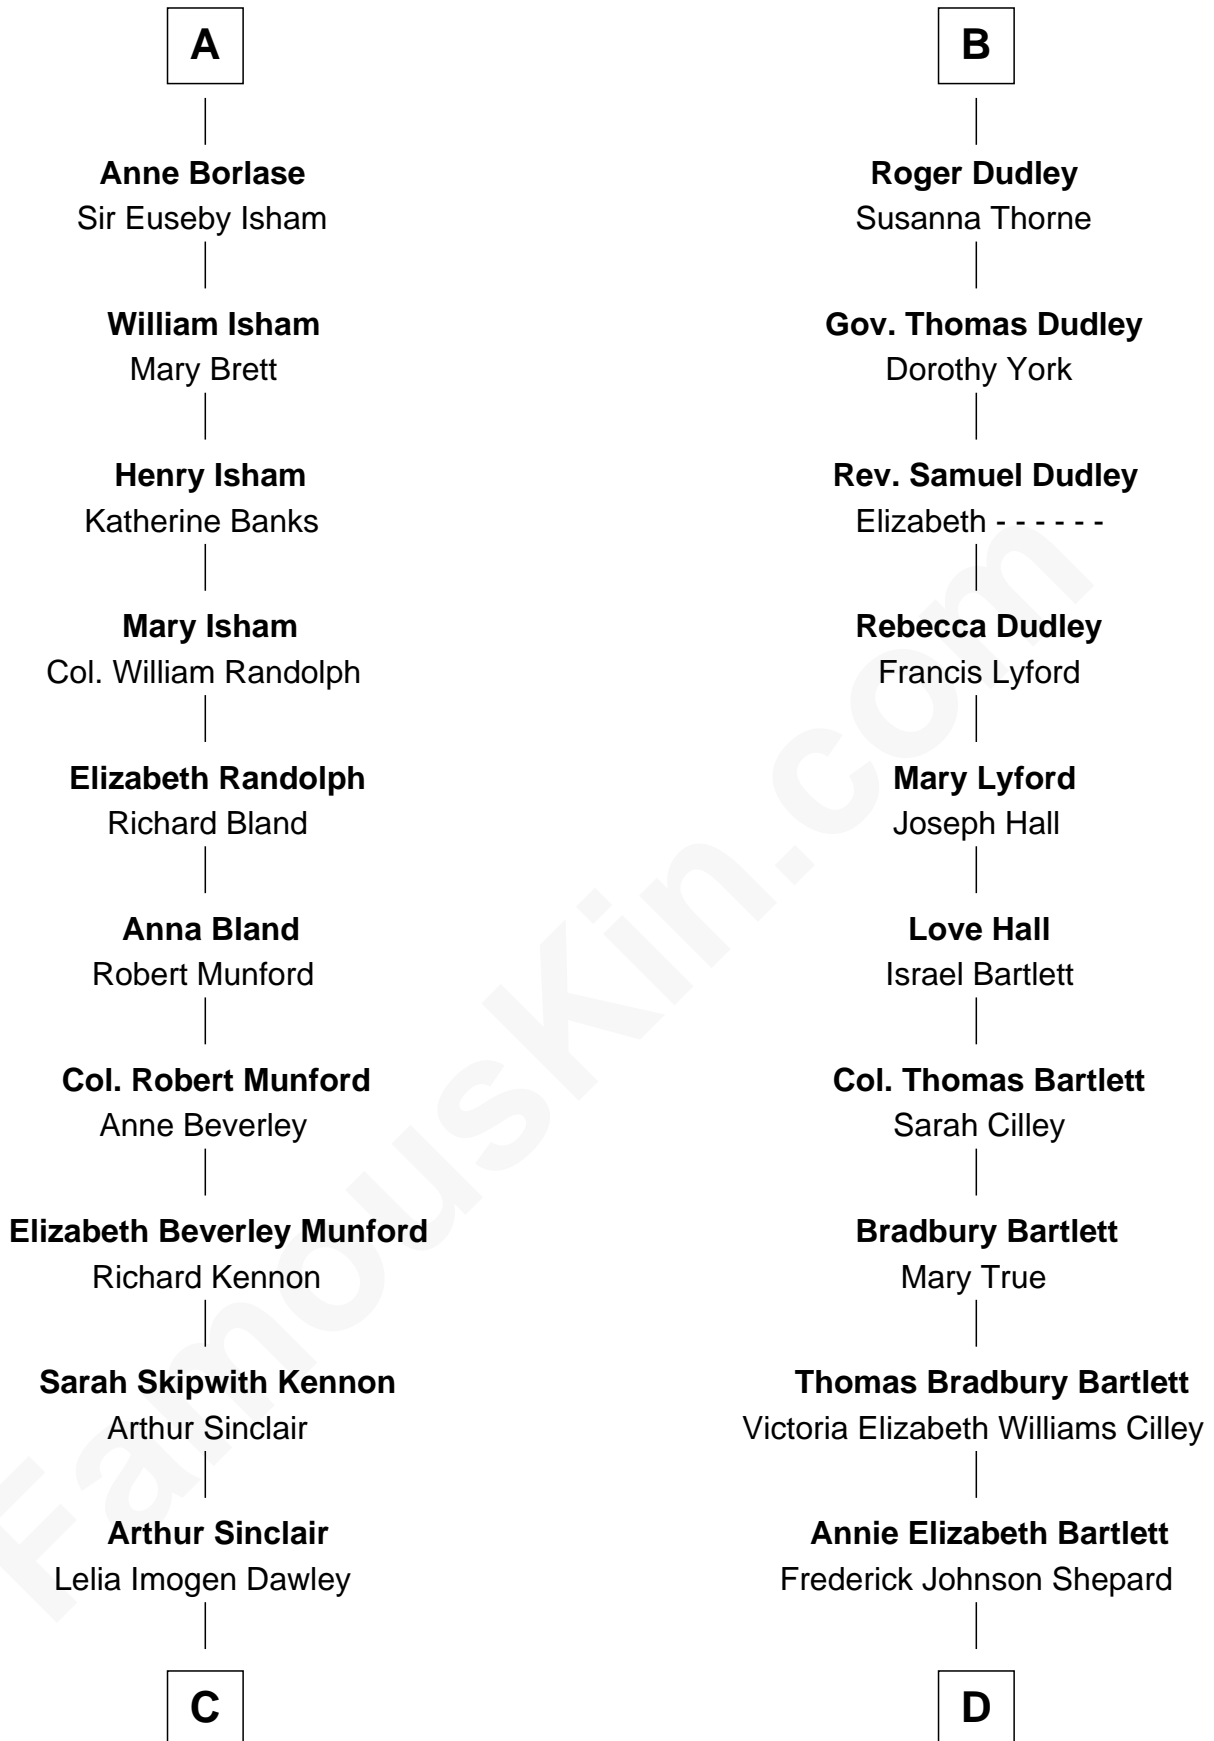 A
Anne Borlase
Sir Euseby Isham
William Isham
Mary Brett
Henry Isham
Katherine Banks
Mary Isham
Col. William Randolph
Elizabeth Randolph
Richard Bland
Anna Bland
Robert Munford
Col. Robert Munford
Anne Beverley
Elizabeth Beverley Munford
Richard Kennon
Sarah Skipwith Kennon
Arthur Sinclair
Arthur Sinclair
Lelia Imogen Dawley
C
B
Roger Dudley
Susanna Thorne
Gov. Thomas Dudley
Dorothy York
Rev. Samuel Dudley
Elizabeth - - - - - -
Rebecca Dudley
Francis Lyford
Mary Lyford
Joseph Hall
Love Hall
Israel Bartlett
Col. Thomas Bartlett
Sarah Cilley
Bradbury Bartlett
Mary True
Thomas Bradbury Bartlett
Victoria Elizabeth Williams Cilley
Annie Elizabeth Bartlett
Frederick Johnson Shepard
D
FamousKin.com